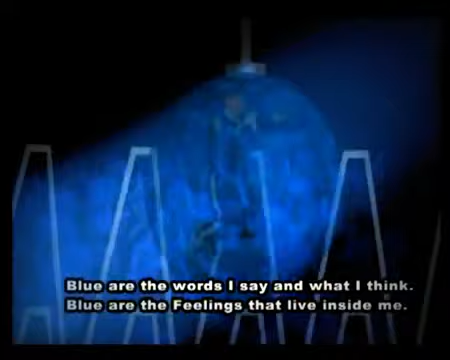 Blue are the words I say and what I think.
Blue are the Feelings that live inside me.